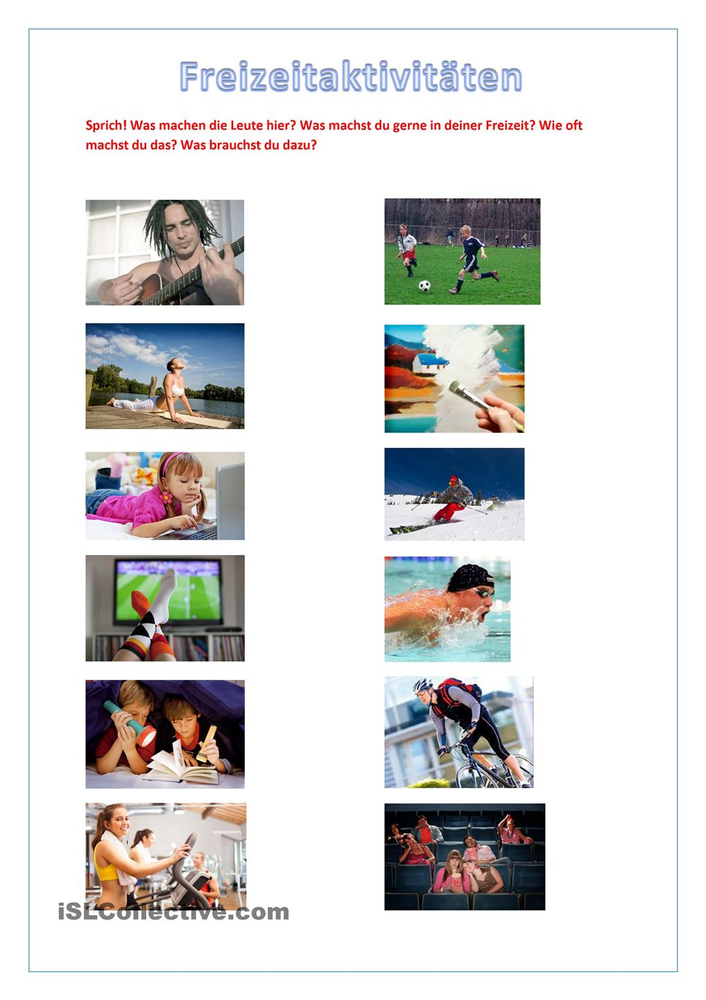 Freizeitaktivitäten
Sprich! Was machen die Leute hier? Was machst du gerne in deiner Freizeit? Wie oft
machst du das? Was brauchst du dazu?
iSLCollective.com